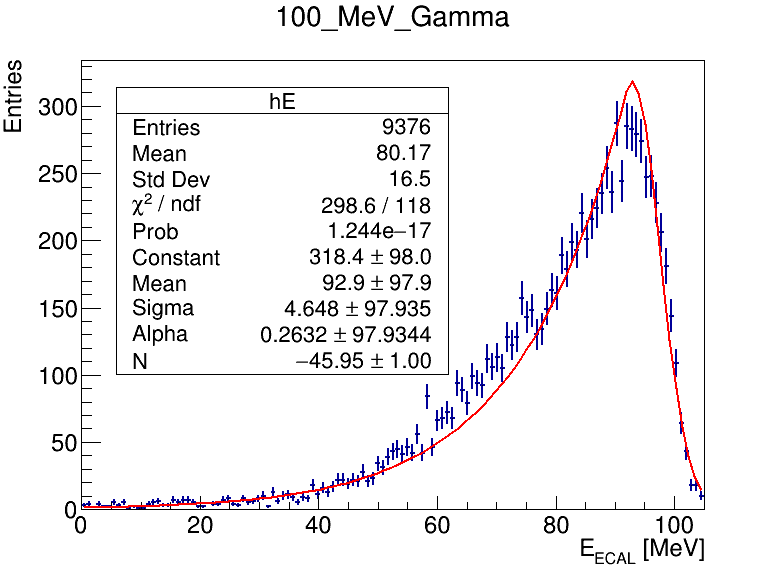 100_MeV_Gamma
Entries
hE
Entries 9376
Mean 80.17
Std Dev 16.5
χ² / ndf 298.6 / 118
Prob 1.244e−17
Constant 318.4 ± 98.0
Mean 92.9 ± 97.9
Sigma 4.648 ± 97.935
Alpha 0.2632 ± 97.9344
N −45.95 ± 1.00
300
250
200
150
100
50
0
0 20 40 60 80 100
E_ECAL [MeV]